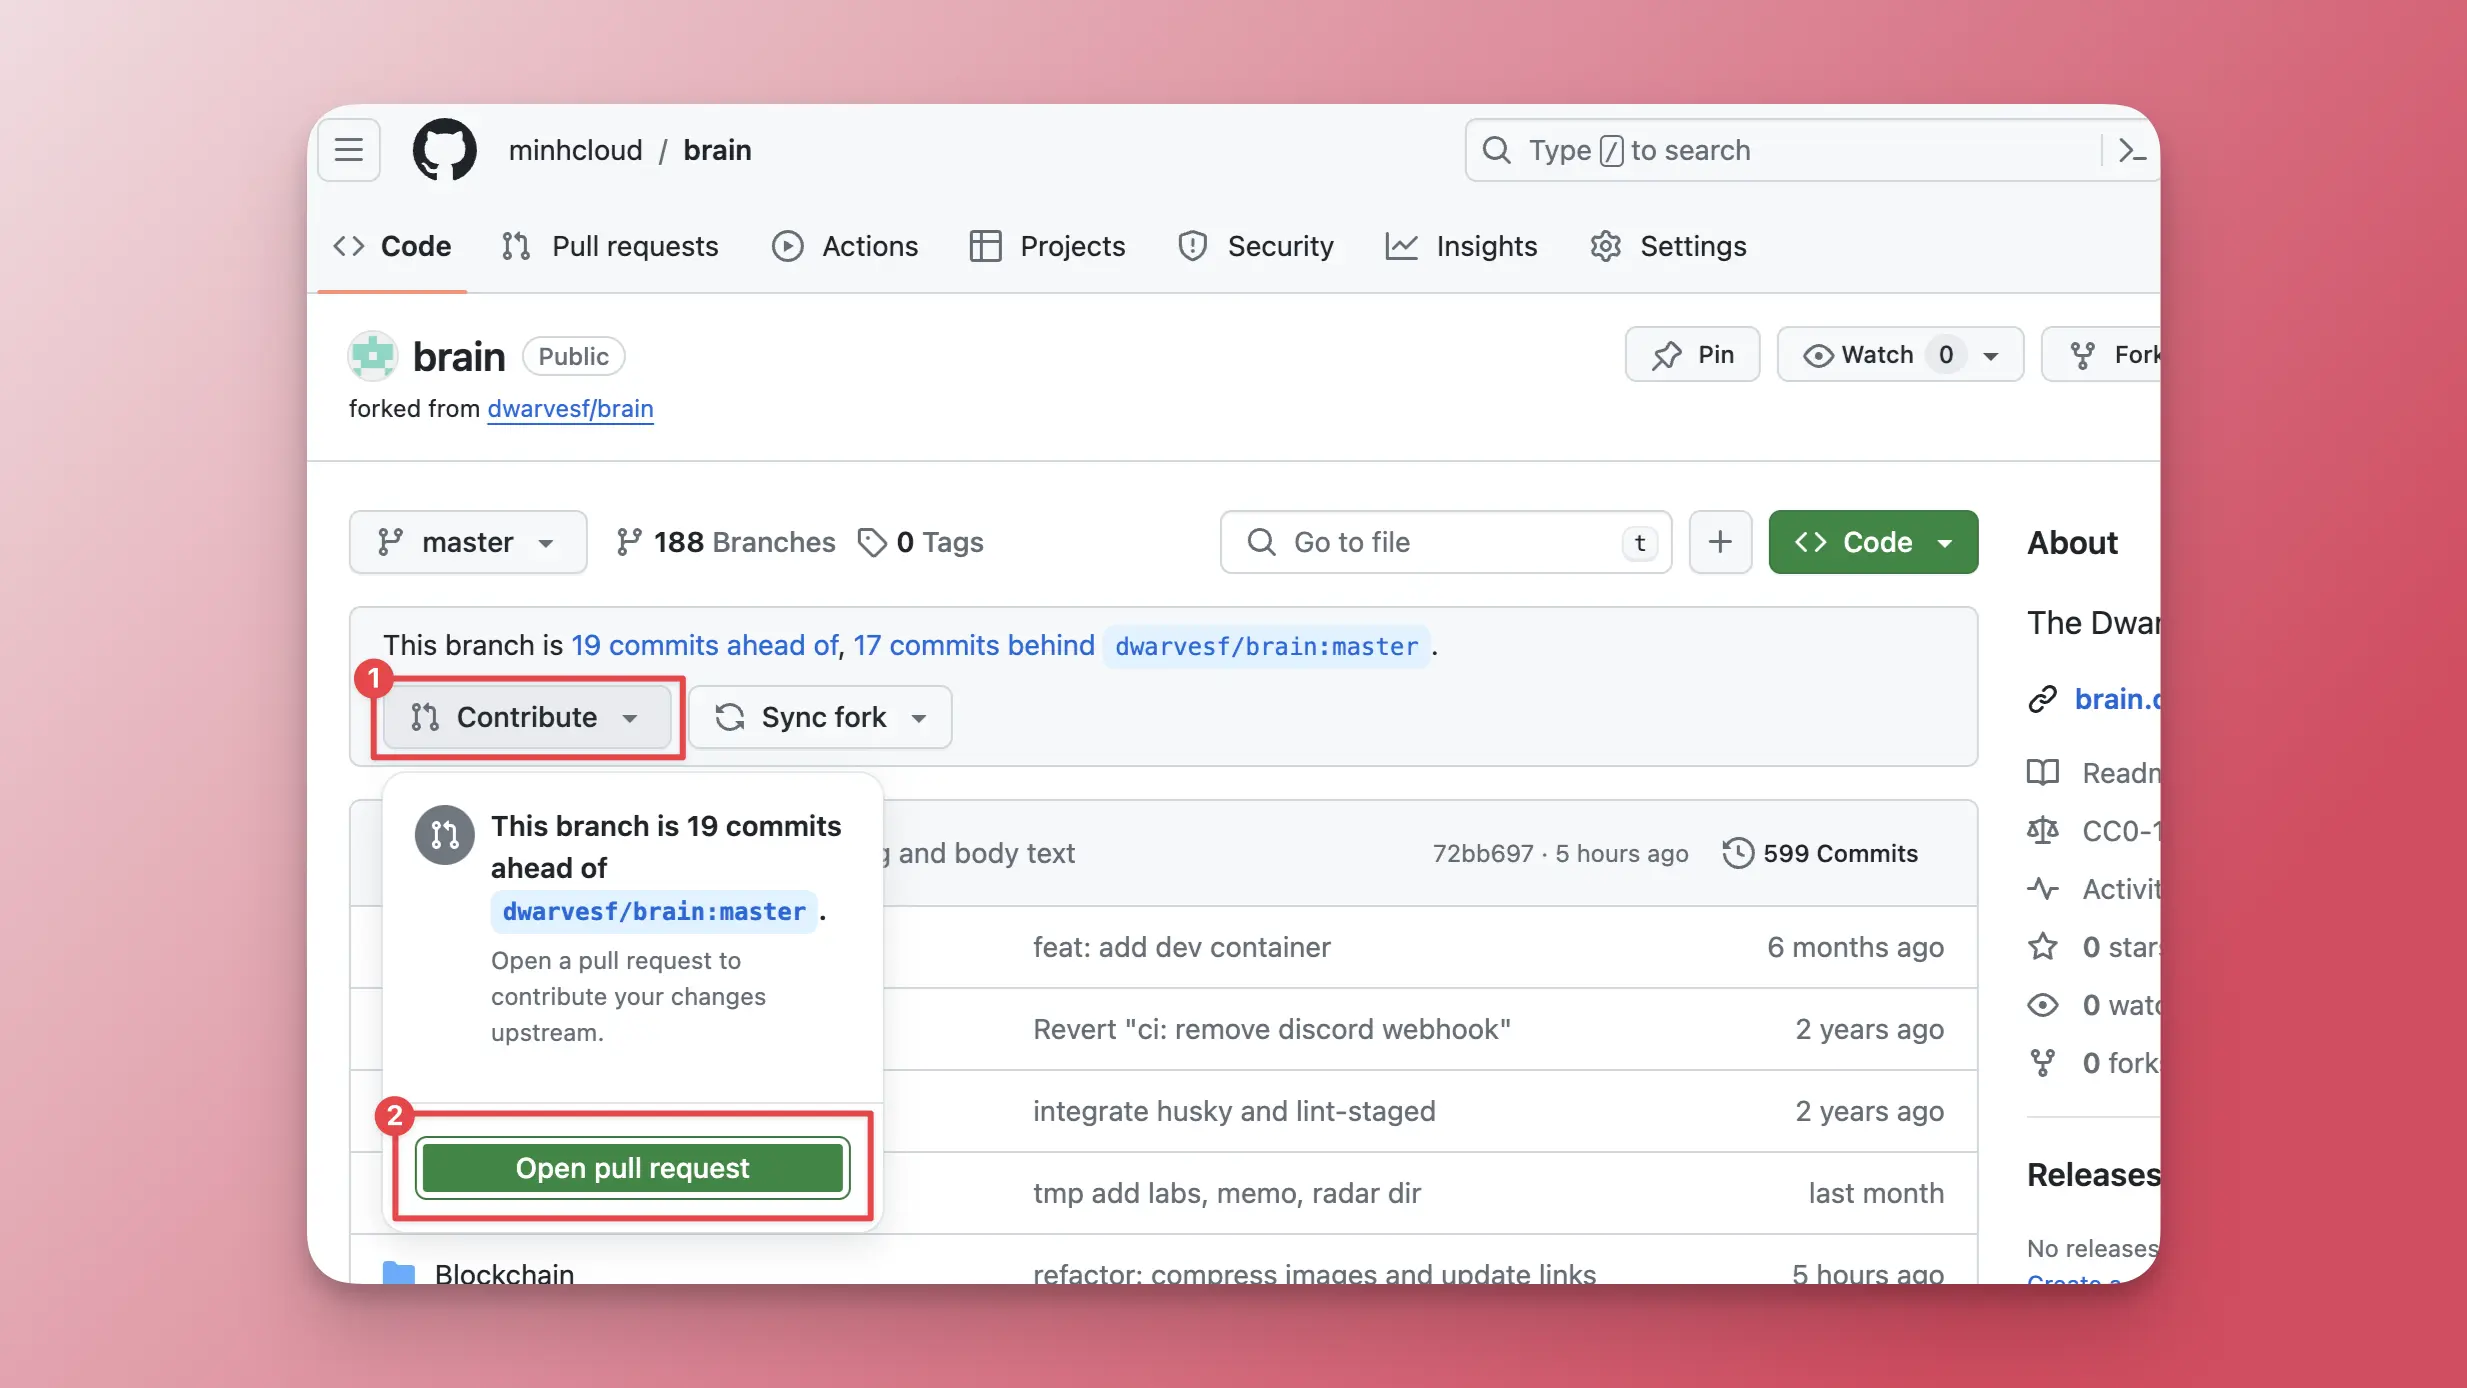 minhcloud / brain
Type / to search
Code
Pull requests
Actions
Projects
Security
Insights
Settings
brain
Public
Pin
Watch 0
Fork
forked from dwarvesf/brain
master
188 Branches
0 Tags
Go to file
t
Code
About
This branch is 19 commits ahead of, 17 commits behind dwarvesf/brain:master .
The Dwar
1
Contribute
Sync fork
brain.
This branch is 19 commits
ahead of
dwarvesf/brain:master .
Open a pull request to
contribute your changes
upstream.
2
Open pull request
and body text
72bb697 · 5 hours ago
599 Commits
feat: add dev container
6 months ago
Revert "ci: remove discord webhook"
2 years ago
integrate husky and lint-staged
2 years ago
tmp add labs, memo, radar dir
last month
Blockchain
refactor: compress images and update links
5 hours ago
Readm
CC0-1
Activit
0 stars
0 watc
0 forks
Releases
No releases
Create a